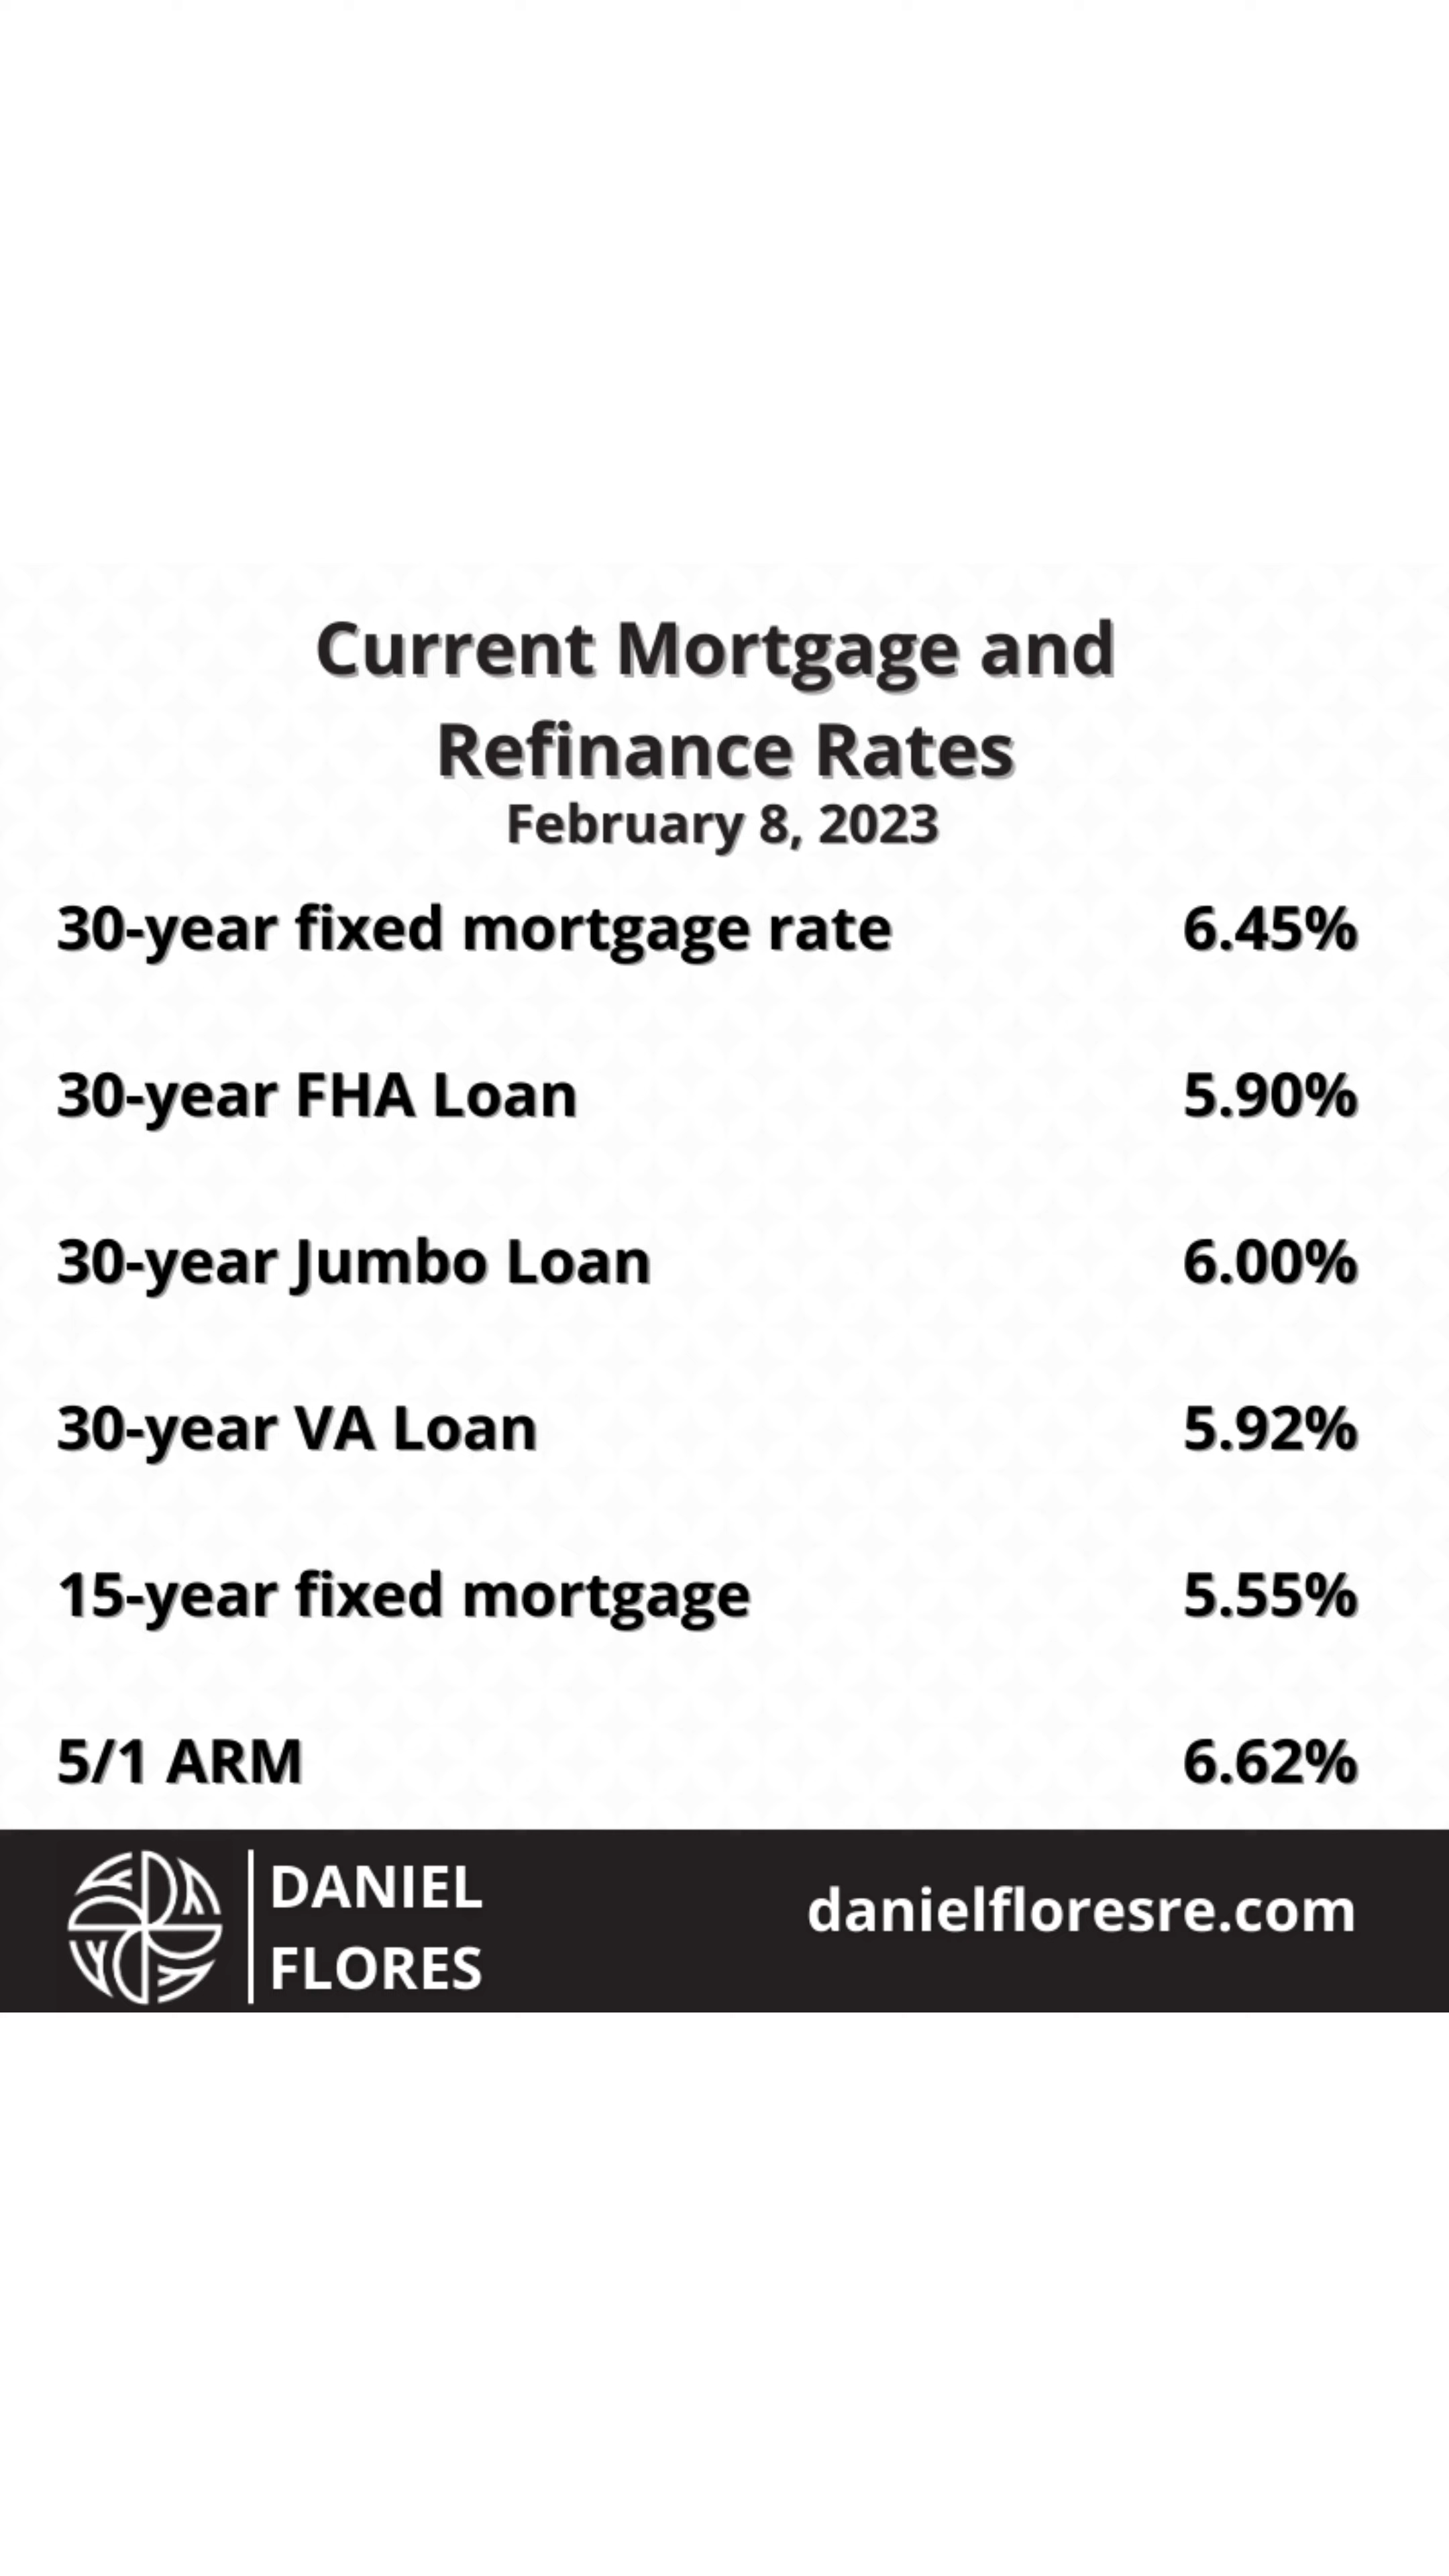 Current Mortgage and
Refinance Rates
February 8, 2023
30-year fixed mortgage rate 6.45%
30-year FHA Loan 5.90%
30-year Jumbo Loan 6.00%
30-year VA Loan 5.92%
15-year fixed mortgage 5.55%
5/1 ARM 6.62%
DANIEL
FLORES
danielfloresre.com